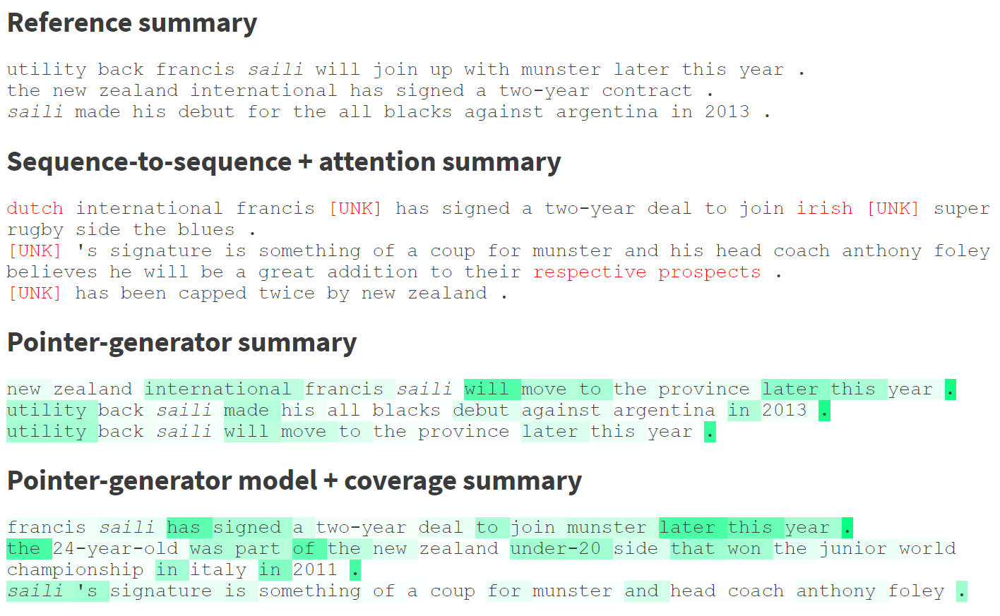 Reference summary
utility back francis saili will join up with munster later this year .
the new zealand international has signed a two-year contract .
saili made his debut for the all blacks against argentina in 2013 .
Sequence-to-sequence + attention summary
dutch international francis [UNK] has signed a two-year deal to join irish [UNK] super
rugby side the blues .
[UNK] 's signature is something of a coup for munster and his head coach anthony foley
believes he will be a great addition to their respective prospects .
[UNK] has been capped twice by new zealand .
Pointer-generator summary
new zealand international francis saili will move to the province later this year .
utility back saili made his all blacks debut against argentina in 2013 .
utility back saili will move to the province later this year .
Pointer-generator model + coverage summary
francis saili has signed a two-year deal to join munster later this year .
the 24-year-old was part of the new zealand under-20 side that won the junior world
championship in italy in 2011 .
saili 's signature is something of a coup for munster and head coach anthony foley .